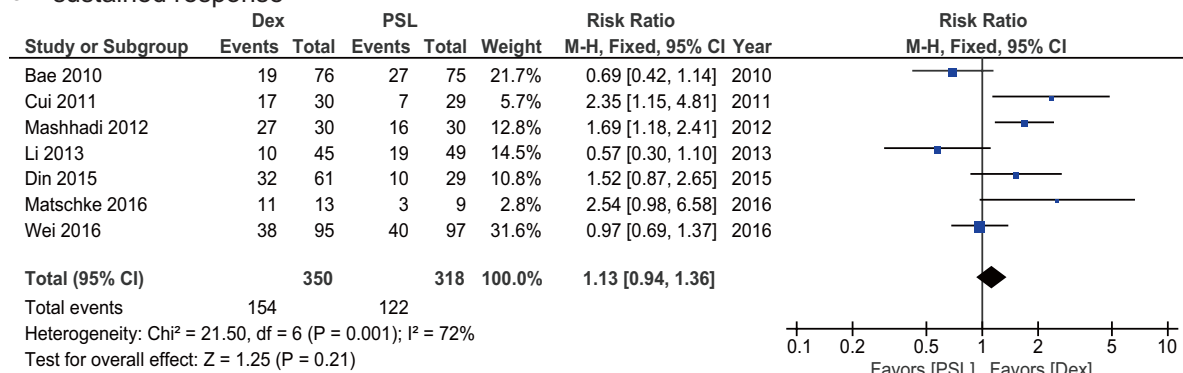 sustained response
Dex PSL Risk Ratio Risk Ratio
Study or Subgroup Events Total Events Total Weight M-H, Fixed, 95% CI Year M-H, Fixed, 95% CI
Bae 2010 19 76 27 75 21.7% 0.69 [0.42, 1.14] 2010
Cui 2011 17 30 7 29 5.7% 2.35 [1.15, 4.81] 2011
Mashhadi 2012 27 30 16 30 12.8% 1.69 [1.18, 2.41] 2012
Li 2013 10 45 19 49 14.5% 0.57 [0.30, 1.10] 2013
Din 2015 32 61 10 29 10.8% 1.52 [0.87, 2.65] 2015
Matschke 2016 11 13 3 9 2.8% 2.54 [0.98, 6.58] 2016
Wei 2016 38 95 40 97 31.6% 0.97 [0.69, 1.37] 2016
Total (95% CI) 350 318 100.0% 1.13 [0.94, 1.36]
Total events 154 122
Heterogeneity: Chi² = 21.50, df = 6 (P = 0.001); I² = 72%
Test for overall effect: Z = 1.25 (P = 0.21)
0.1 0.2 0.5 1 2 5 10
Favors [PSL] Favors [Dex]